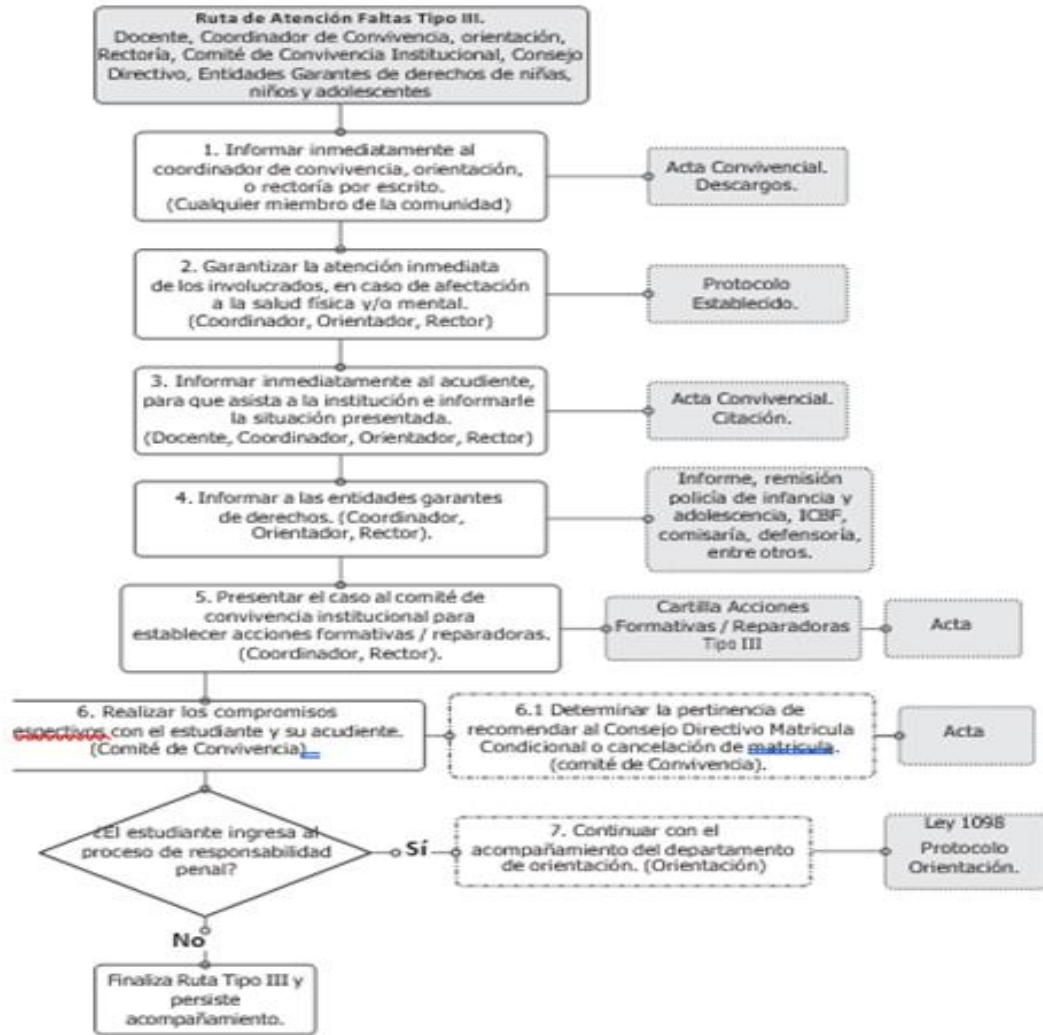 Ruta de Atención Faltas Tipo III.
Docente, Coordinador de Convivencia, orientación,
Rectoría, Comité de Convivencia Institucional, Consejo
Directivo, Entidades Garantes de derechos de niñas,
niños y adolescentes
1. Informar inmediatamente al
coordinador de convivencia, orientación,
o rectoría por escrito.
(Cualquier miembro de la comunidad)
Acta Convivencial.
Descargos.
2. Garantizar la atención inmediata
de los involucrados, en caso de afectación
a la salud física y/o mental.
(Coordinador, Orientador, Rector)
Protocolo
Establecido.
3. Informar inmediatamente al acudiente,
para que asista a la institución e informarle
la situación presentada.
(Docente, Coordinador, Orientador, Rector)
Acta Convivencial.
Citación.
4. Informar a las entidades garantes
de derechos. (Coordinador,
Orientador, Rector).
Informe, remisión
policía de infancia y
adolescencia, ICBF,
comisaría, defensoría,
entre otros.
5. Presentar el caso al comité de
convivencia institucional para
establecer acciones formativas / reparadoras.
(Coordinador, Rector).
Cartilla Acciones
Formativas / Reparadoras
Tipo III
Acta
6. Realizar los compromisos
espectivos con el estudiante y su acudiente.
(Comité de Convivencia)
6.1 Determinar la pertinencia de
recomendar al Consejo Directivo Matricula
Condicional o cancelación de matricula.
(comité de Convivencia).
Acta
¿El estudiante ingresa al
proceso de responsabilidad
penal?
Sí
7. Continuar con el
acompañamiento del departamento
de orientación. (Orientación)
Ley 1098
Protocolo
Orientación.
No
Finaliza Ruta Tipo III y
persiste
acompañamiento.